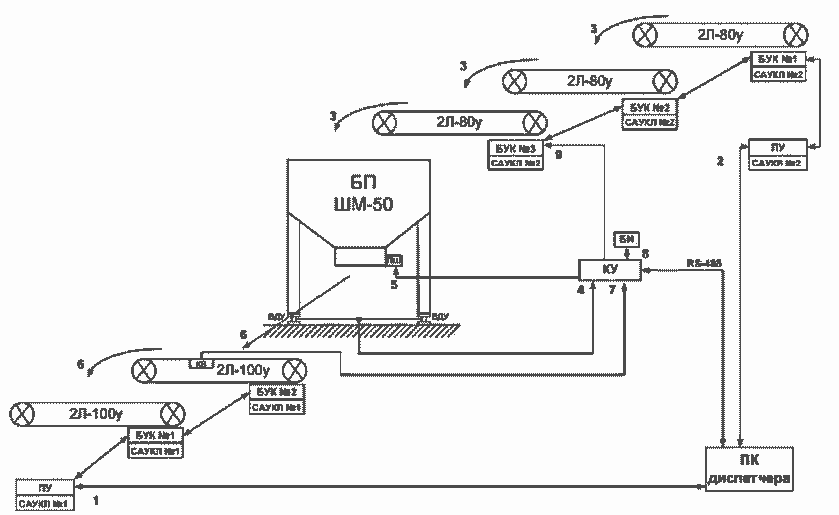 3
2Л-80у
БУК №1
САУКЛ №2
3
2Л-80у
БУК №2
САУКЛ №2
3
2Л-80у
БУК №3
САУКЛ №2
9
2
ПУ
САУКЛ №2
БП
ШМ-50
5
8
КУ
4
7
RS-485
ВДУ
ВДУ
6
6
КВ
2Л-100у
БУК №2
САУКЛ №1
2Л-100у
БУК №1
САУКЛ №1
ПУ
САУКЛ №1
1
ПК
диспетчера